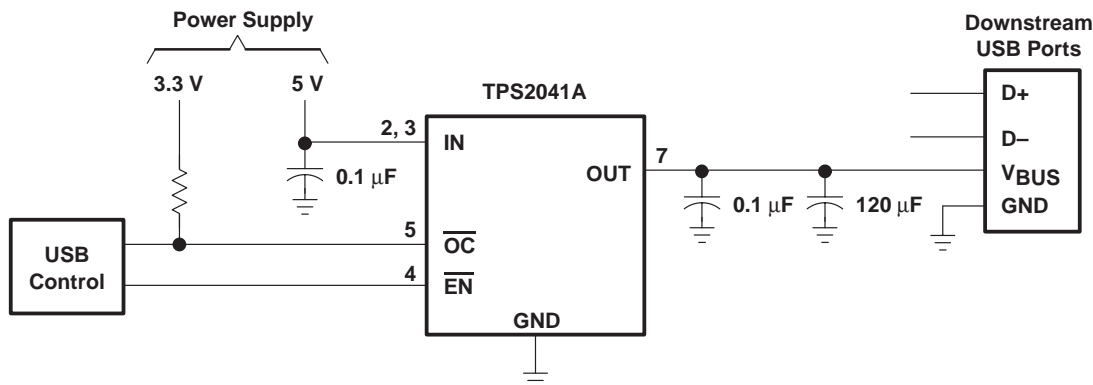 Power Supply
3.3 V
5 V
TPS2041A
Downstream
USB Ports
D+
D–
2, 3
IN
7
OUT
VBUS
GND
0.1 μF
0.1 μF
120 μF
USB
Control
5
OC
4
EN
GND